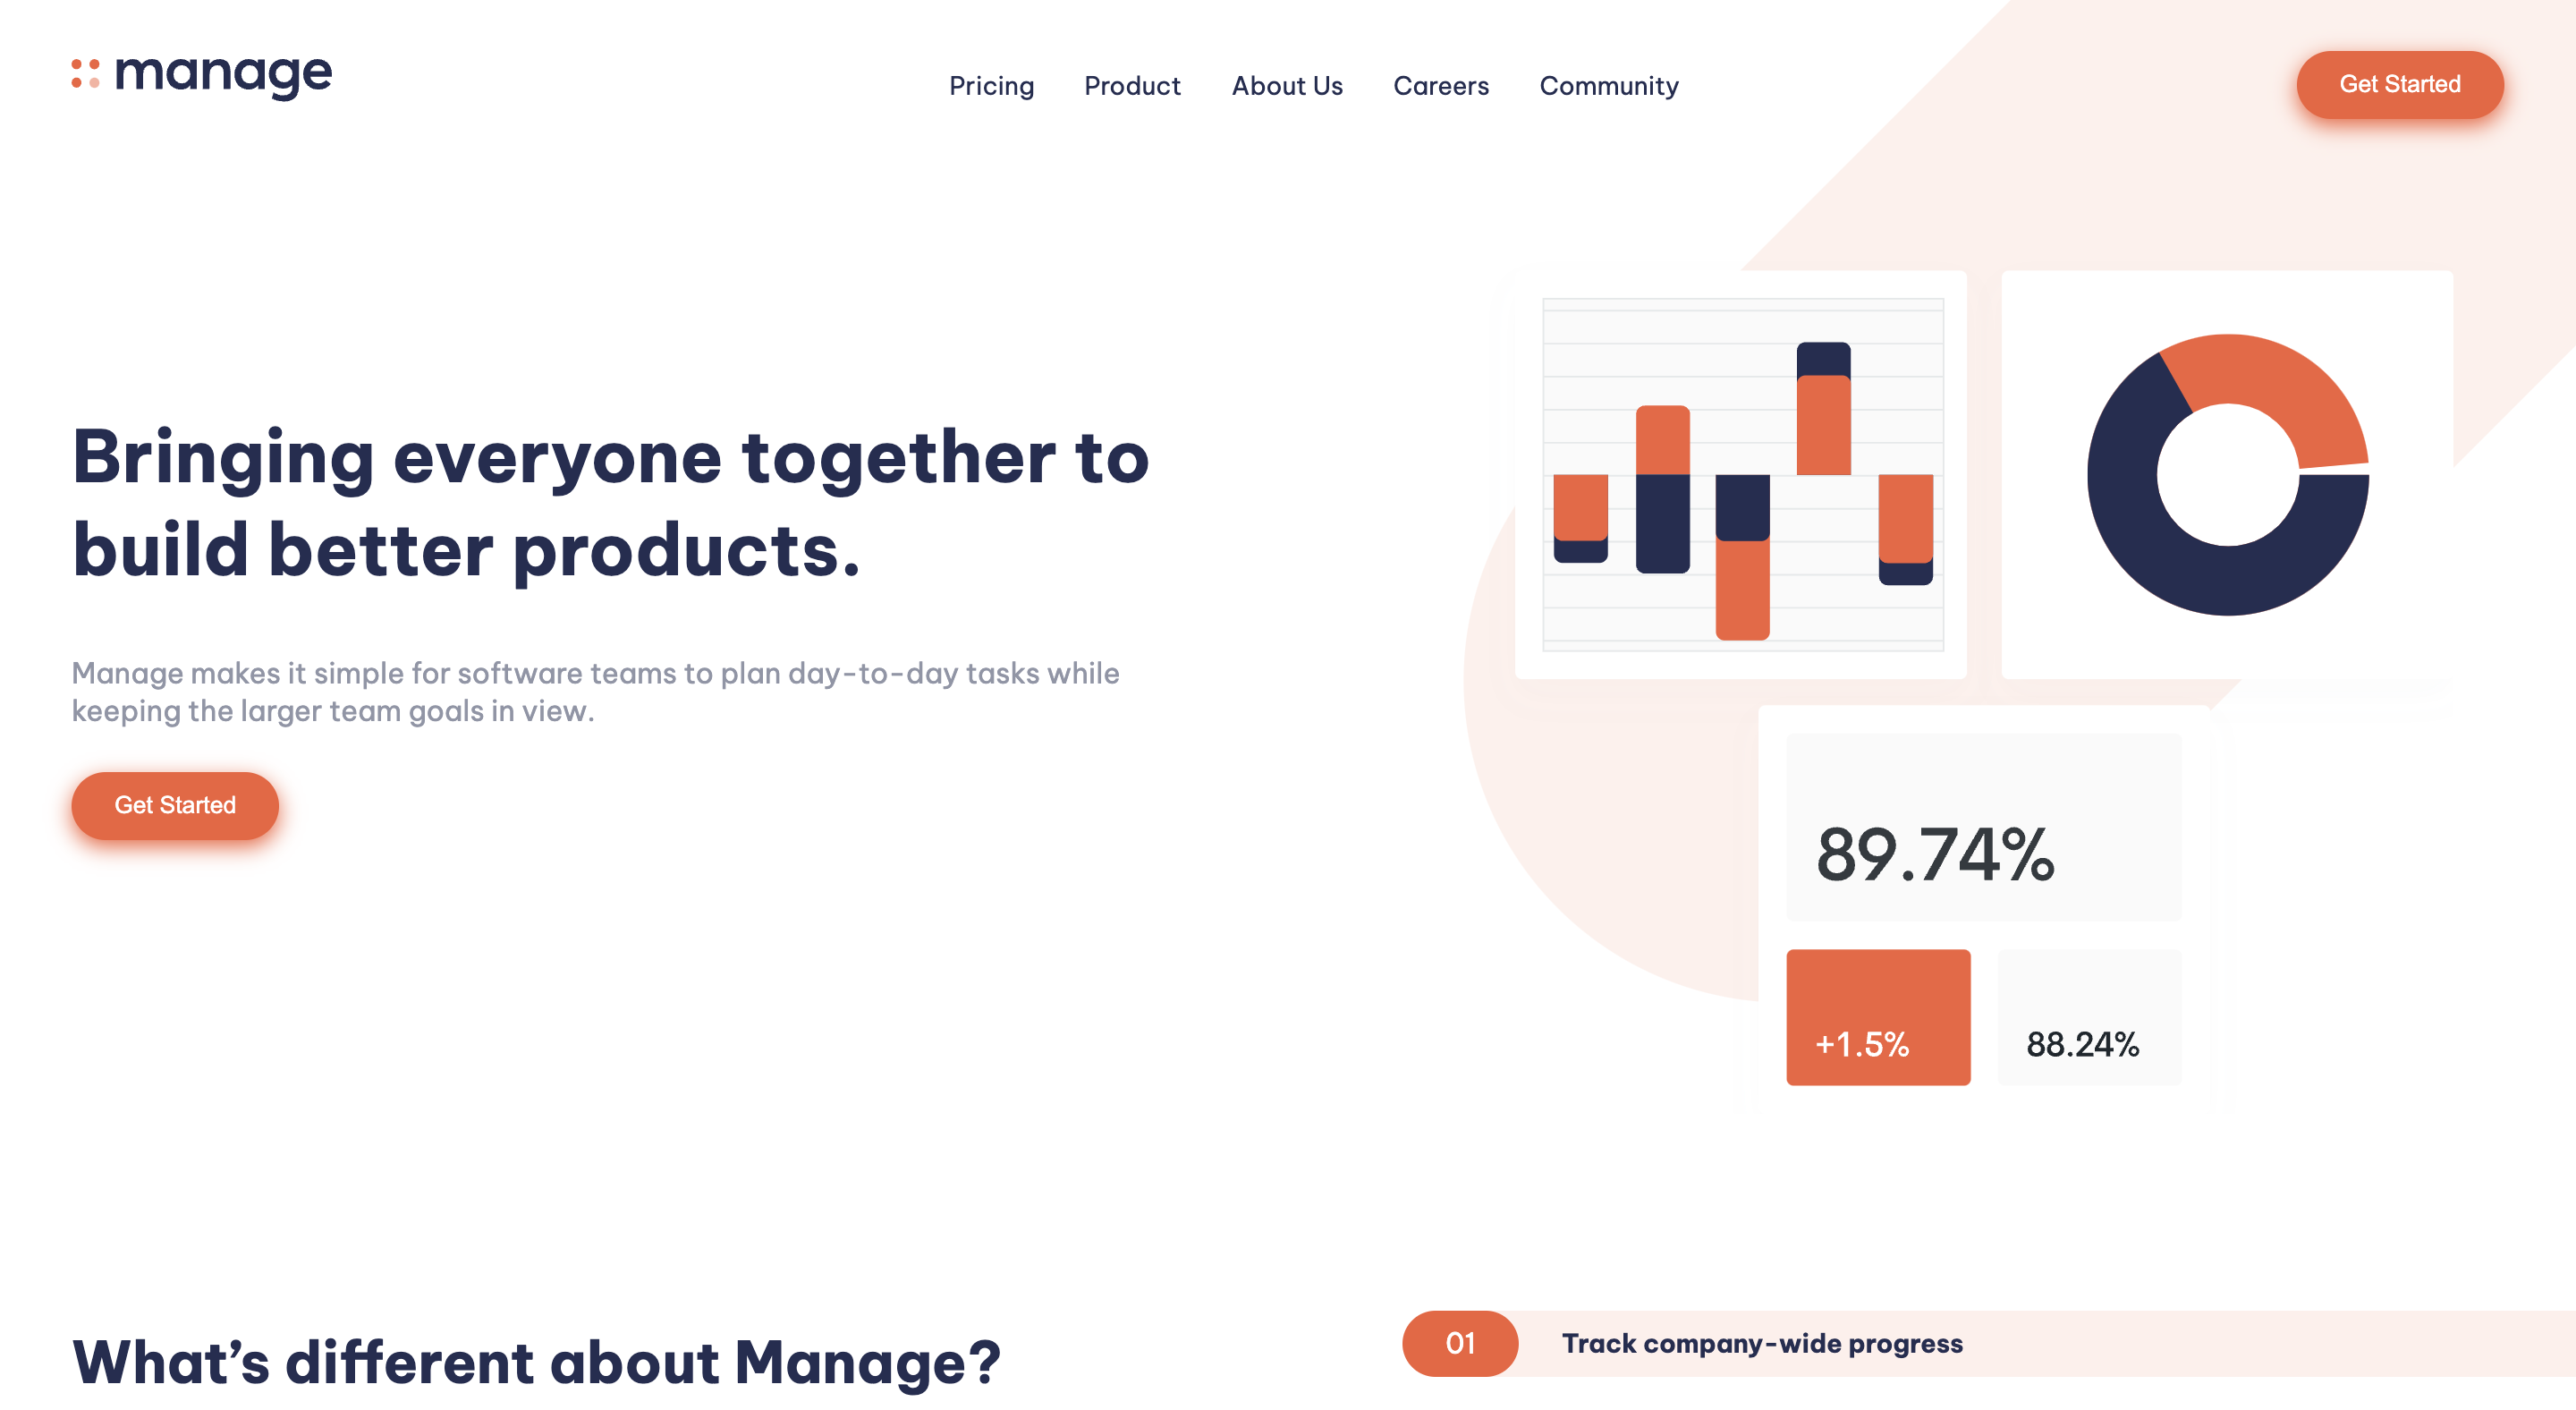 manage
Pricing
Product
About Us
Careers
Community
Get Started
Bringing everyone together to
build better products.
Manage makes it simple for software teams to plan day-to-day tasks while
keeping the larger team goals in view.
Get Started
89.74%
+1.5%
88.24%
What’s different about Manage?
01
Track company-wide progress